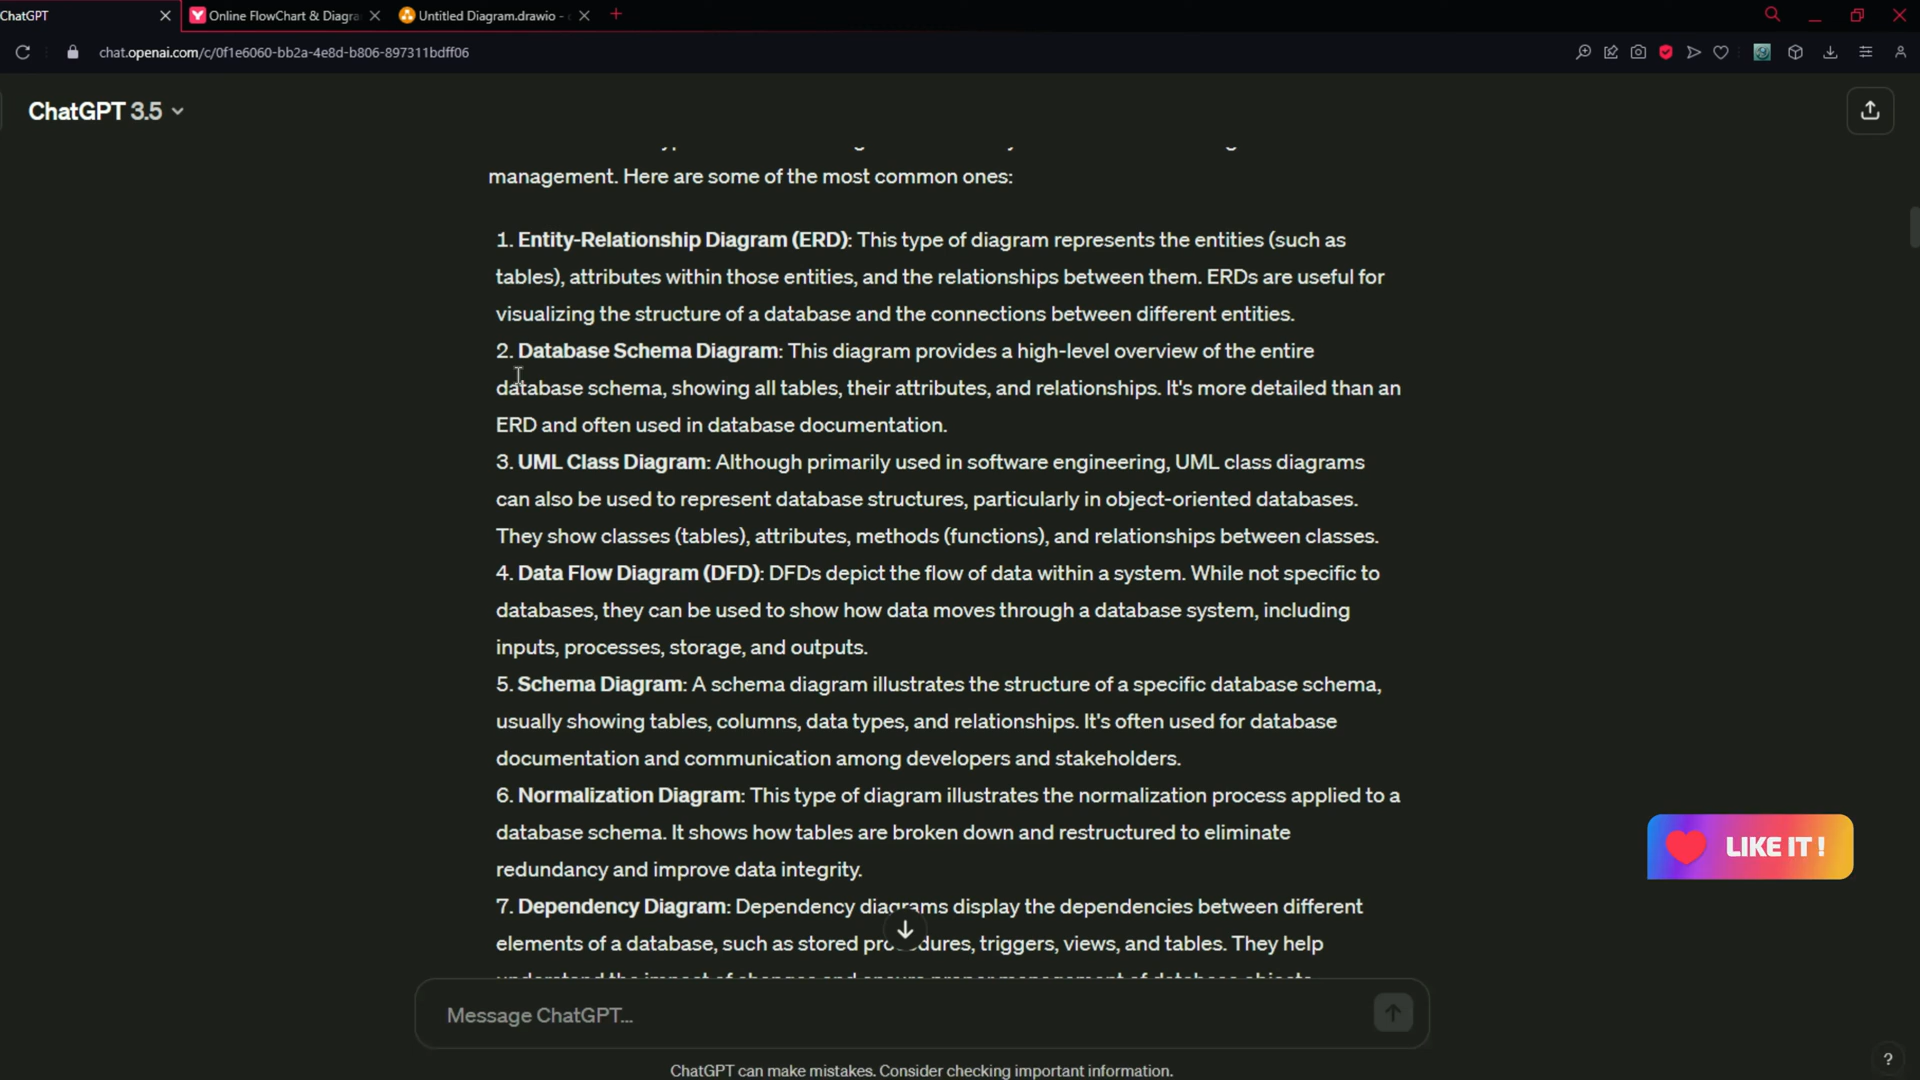 ChatGPT
Online FlowChart & Diagra
Untitled Diagram.drawio -
chat.openai.com/c/0f1e6060-bb2a-4e8d-b806-897311bdff06
ChatGPT 3.5
management. Here are some of the most common ones:
1. Entity-Relationship Diagram (ERD): This type of diagram represents the entities (such as
tables), attributes within those entities, and the relationships between them. ERDs are useful for
visualizing the structure of a database and the connections between different entities.
2. Database Schema Diagram: This diagram provides a high-level overview of the entire
database schema, showing all tables, their attributes, and relationships. It's more detailed than an
ERD and often used in database documentation.
3. UML Class Diagram: Although primarily used in software engineering, UML class diagrams
can also be used to represent database structures, particularly in object-oriented databases.
They show classes (tables), attributes, methods (functions), and relationships between classes.
4. Data Flow Diagram (DFD): DFDs depict the flow of data within a system. While not specific to
databases, they can be used to show how data moves through a database system, including
inputs, processes, storage, and outputs.
5. Schema Diagram: A schema diagram illustrates the structure of a specific database schema,
usually showing tables, columns, data types, and relationships. It's often used for database
documentation and communication among developers and stakeholders.
6. Normalization Diagram: This type of diagram illustrates the normalization process applied to a
database schema. It shows how tables are broken down and restructured to eliminate
redundancy and improve data integrity.
7. Dependency Diagram: Dependency diagrams display the dependencies between different
elements of a database, such as stored procedures, triggers, views, and tables. They help
understand the impact of changes and ensure proper management of database objects.
LIKE IT !
Message ChatGPT...
ChatGPT can make mistakes. Consider checking important information.
?